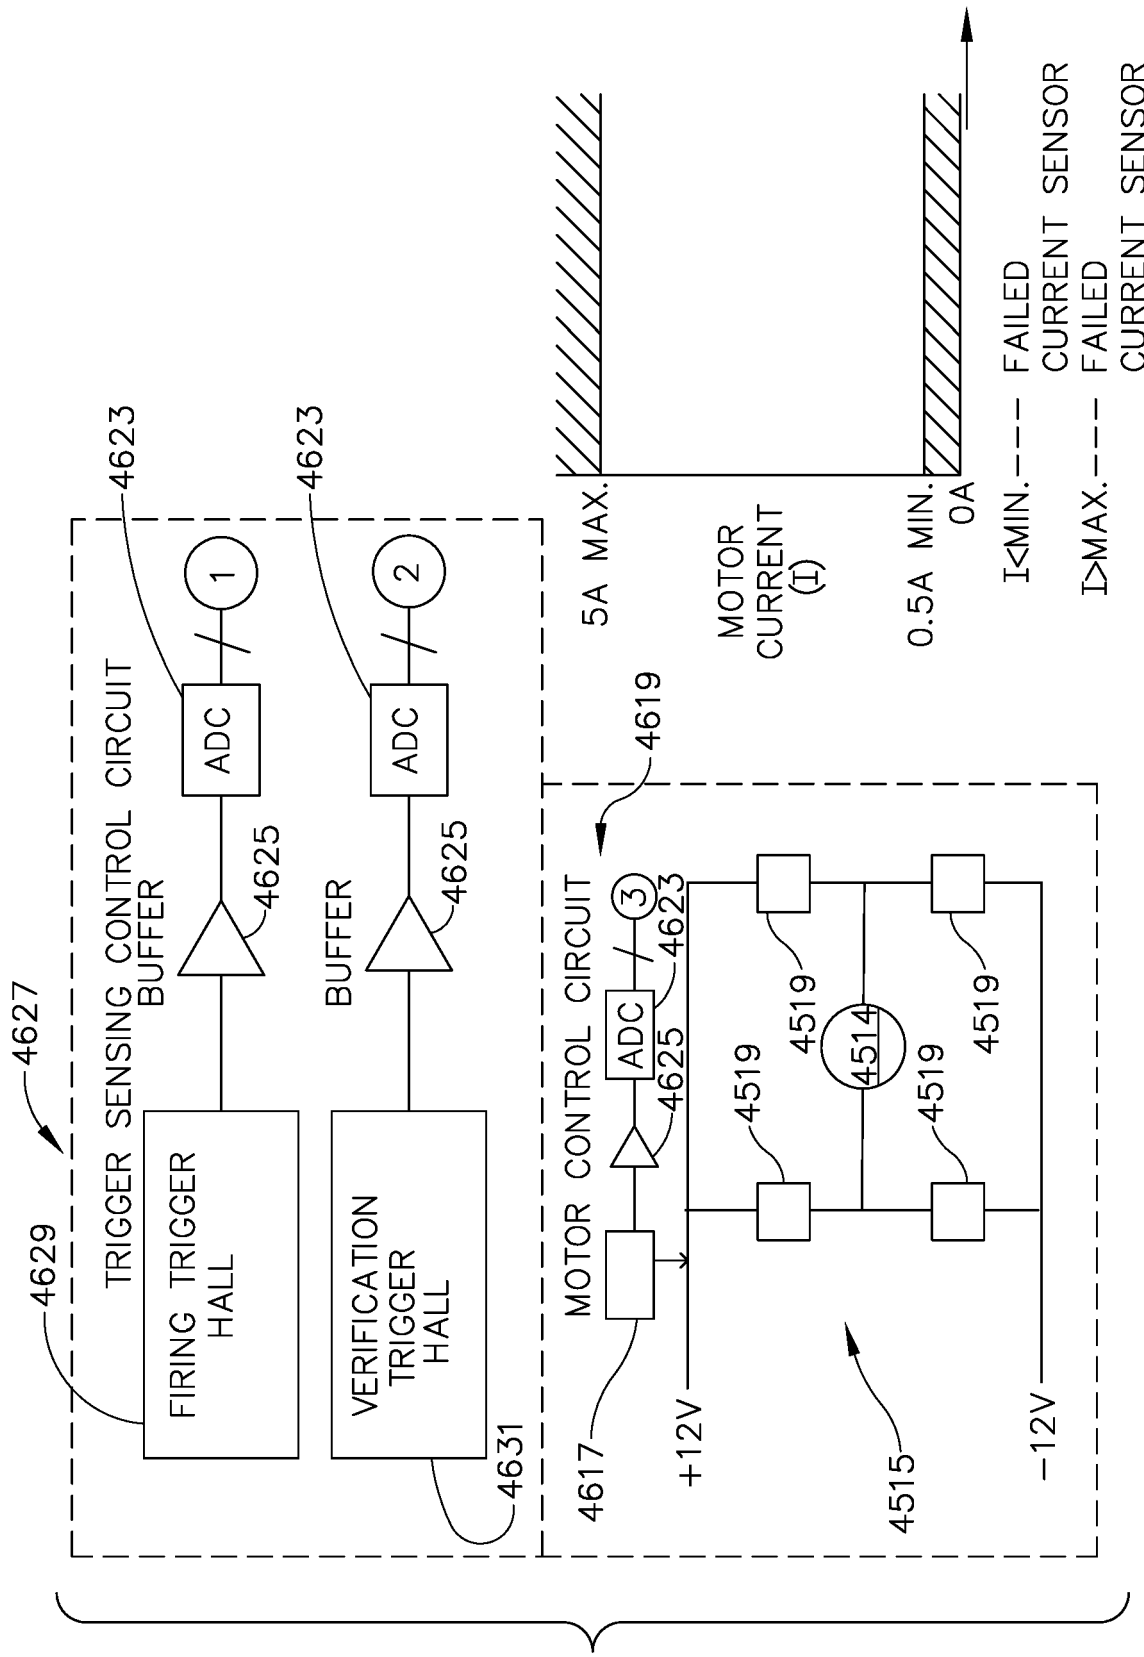 4627
4629
TRIGGER SENSING CONTROL CIRCUIT
FIRING TRIGGER
HALL
BUFFER
4625
ADC
1
4623
VERIFICATION
TRIGGER
HALL
4631
BUFFER
4625
ADC
2
4623
MOTOR CONTROL CIRCUIT
4619
4617
4625
ADC
4623
3
+12V
4519
4519
4514
4519
4519
4515
-12V
5A MAX.
MOTOR
CURRENT
(I)
0.5A MIN.
0A
I<MIN.---- FAILED
CURRENT SENSOR
I>MAX.---- FAILED
CURRENT SENSOR